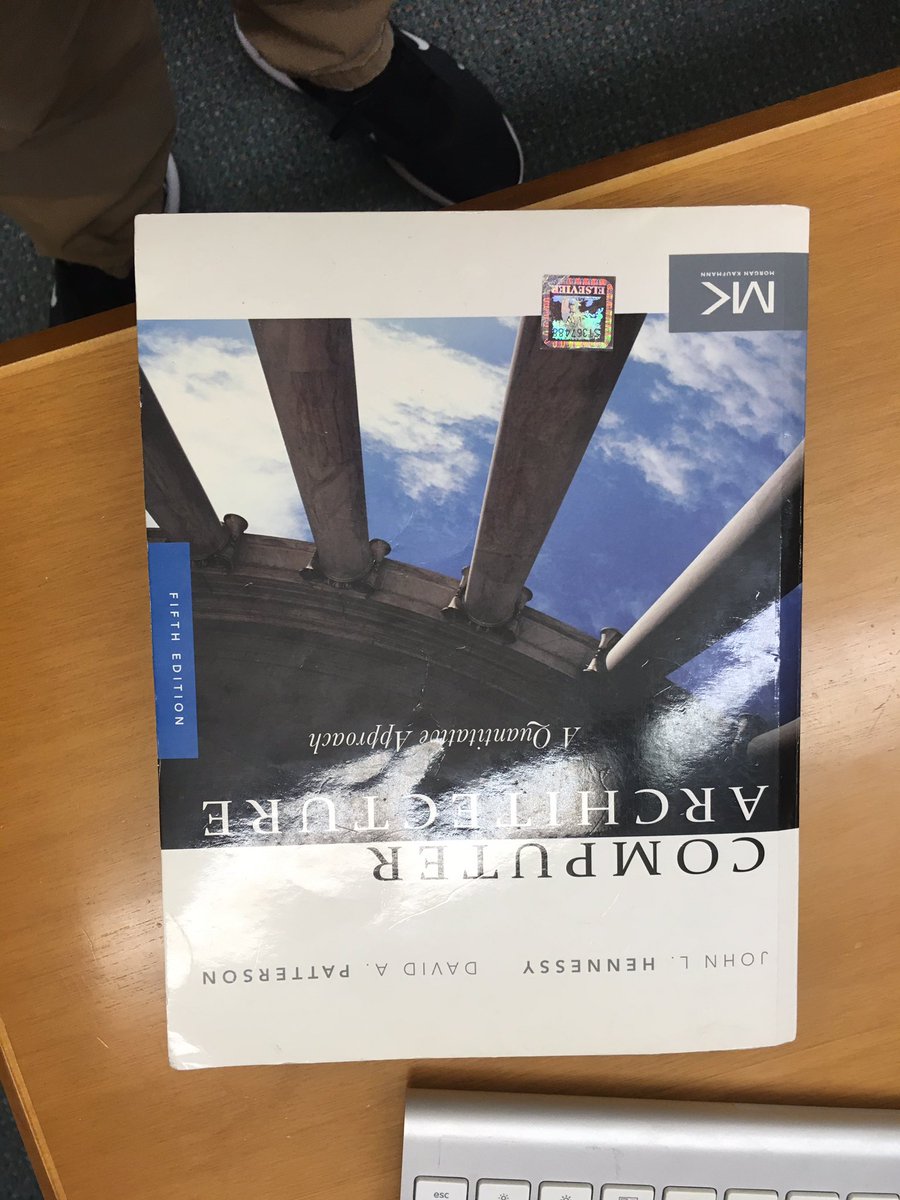 JOHN L. HENNESSY DAVID A. PATTERSON
COMPUTER
ARCHITECTURE
A Quantitative Approach
FIFTH EDITION
ELSEVIER
MK
MORGAN KAUFMANN
esc